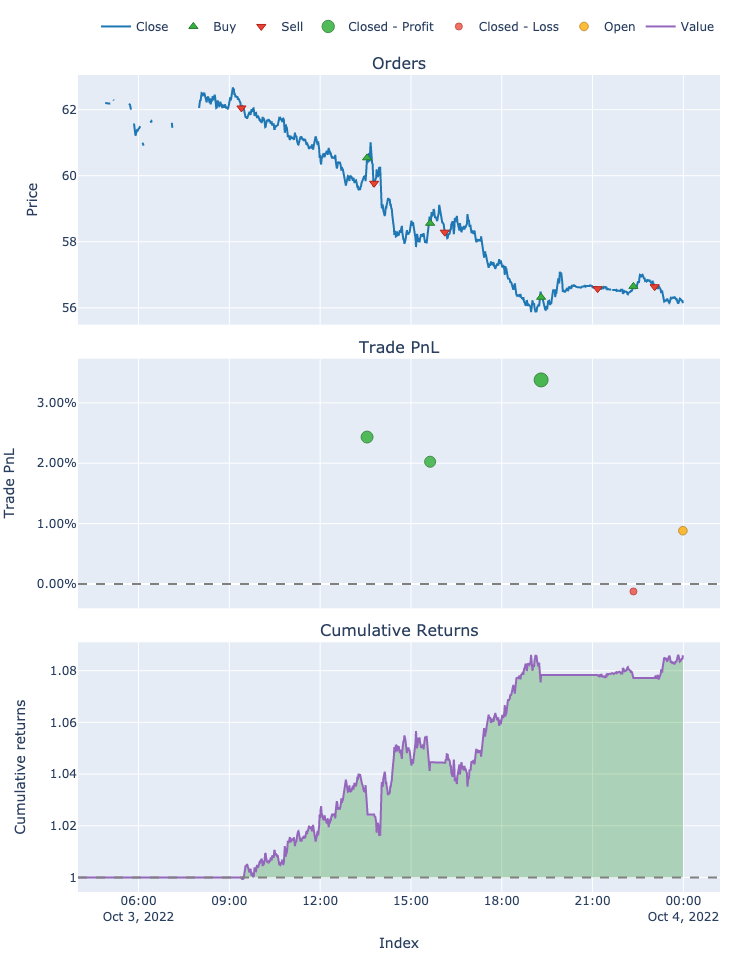 Close Buy Sell Closed - Profit Closed - Loss Open Value
Orders
62
60
58
56
Price
Trade PnL
3.00%
2.00%
1.00%
0.00%
Trade PnL
Cumulative Returns
1.08
1.06
1.04
1.02
1
Cumulative returns
06:00 09:00 12:00 15:00 18:00 21:00 00:00
Oct 3, 2022 Oct 4, 2022
Index